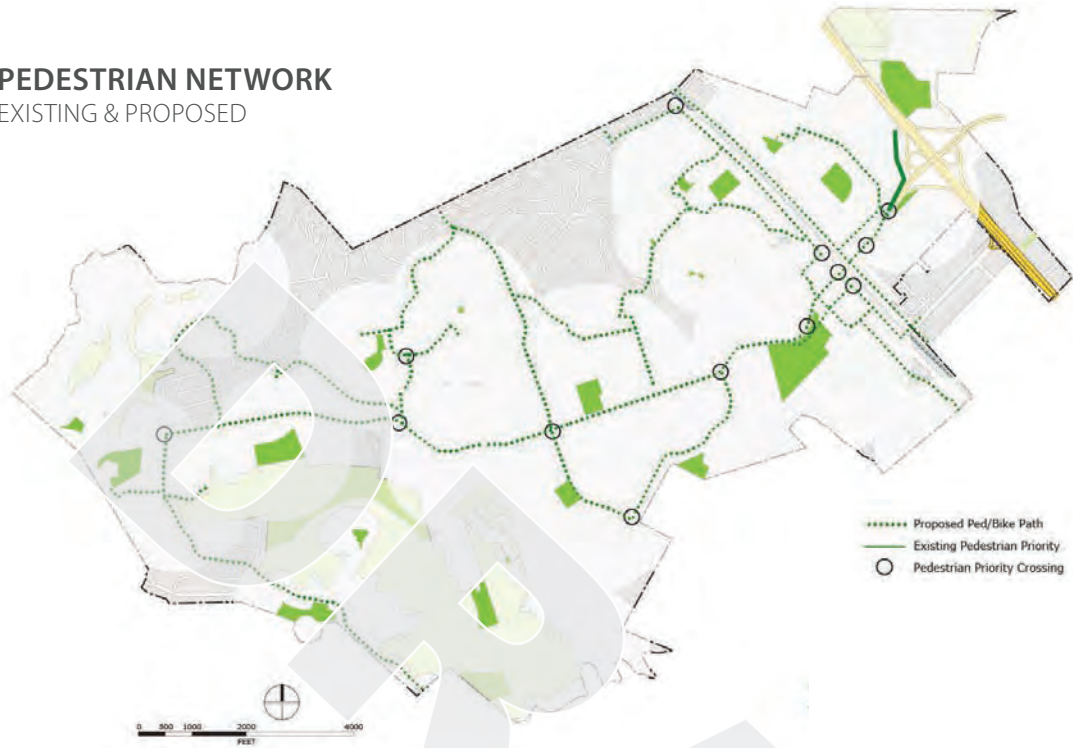 PEDESTRIAN NETWORK
EXISTING & PROPOSED
Proposed Ped/Bike Path
Existing Pedestrian Priority
Pedestrian Priority Crossing
0 500 1000 2000 4000
FEET